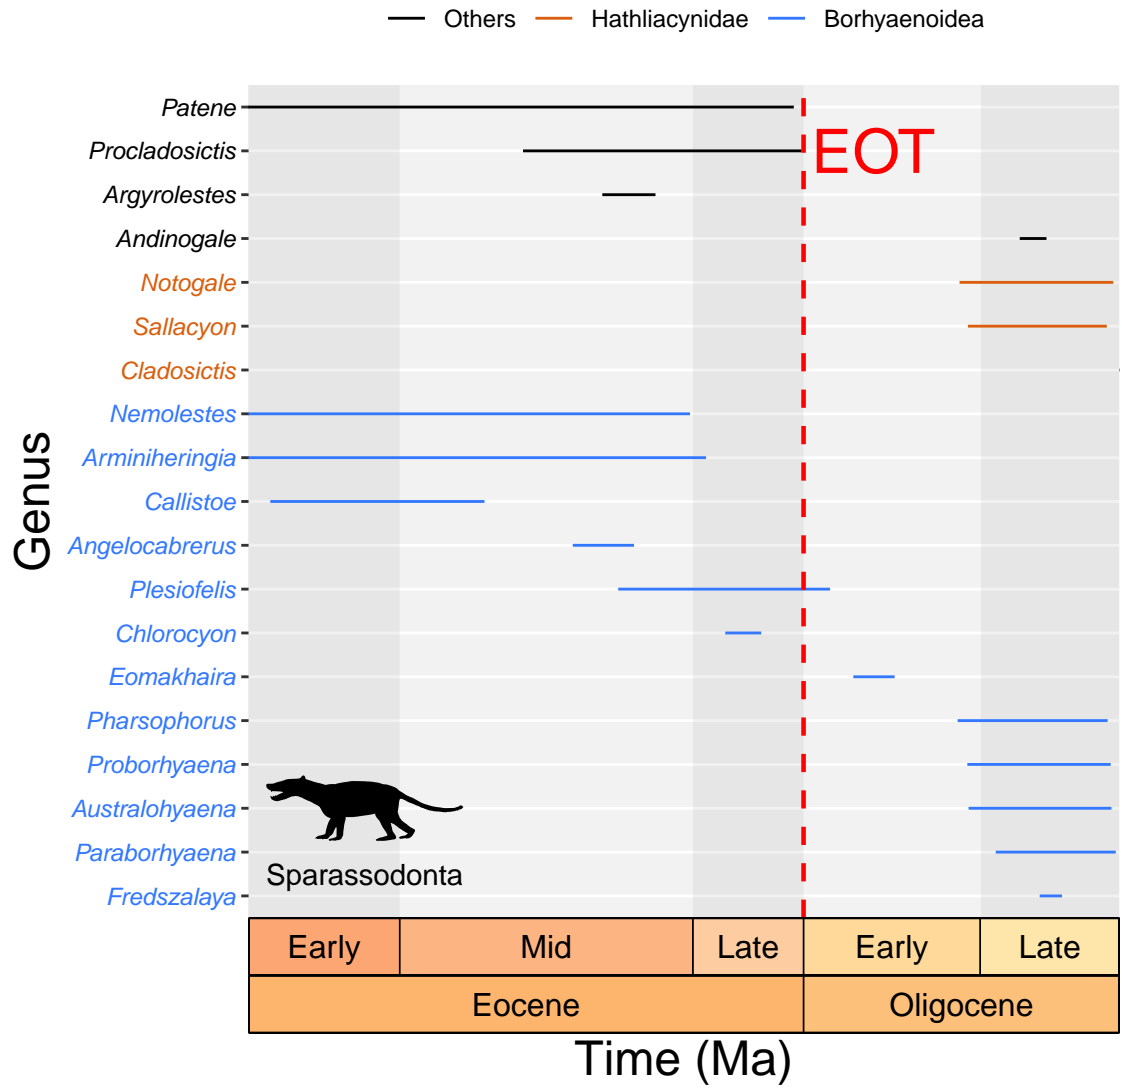 Others Hathliacynidae Borhyaenoidea
Patene
EOT
Procladosictis
Argyrolestes
Andinogale
Notogale
Sallacyon
Cladosictis
Nemolestes
Arminiheringia
Callistoe
Angelocabrerus
Plesiofelis
Chlorocyon
Eomakhaira
Pharsophorus
Proborhyaena
Australohyaena
Paraborhyaena
Fredszalaya
Genus
Sparassodonta
Early Mid Late Early Late
Eocene Oligocene
Time (Ma)